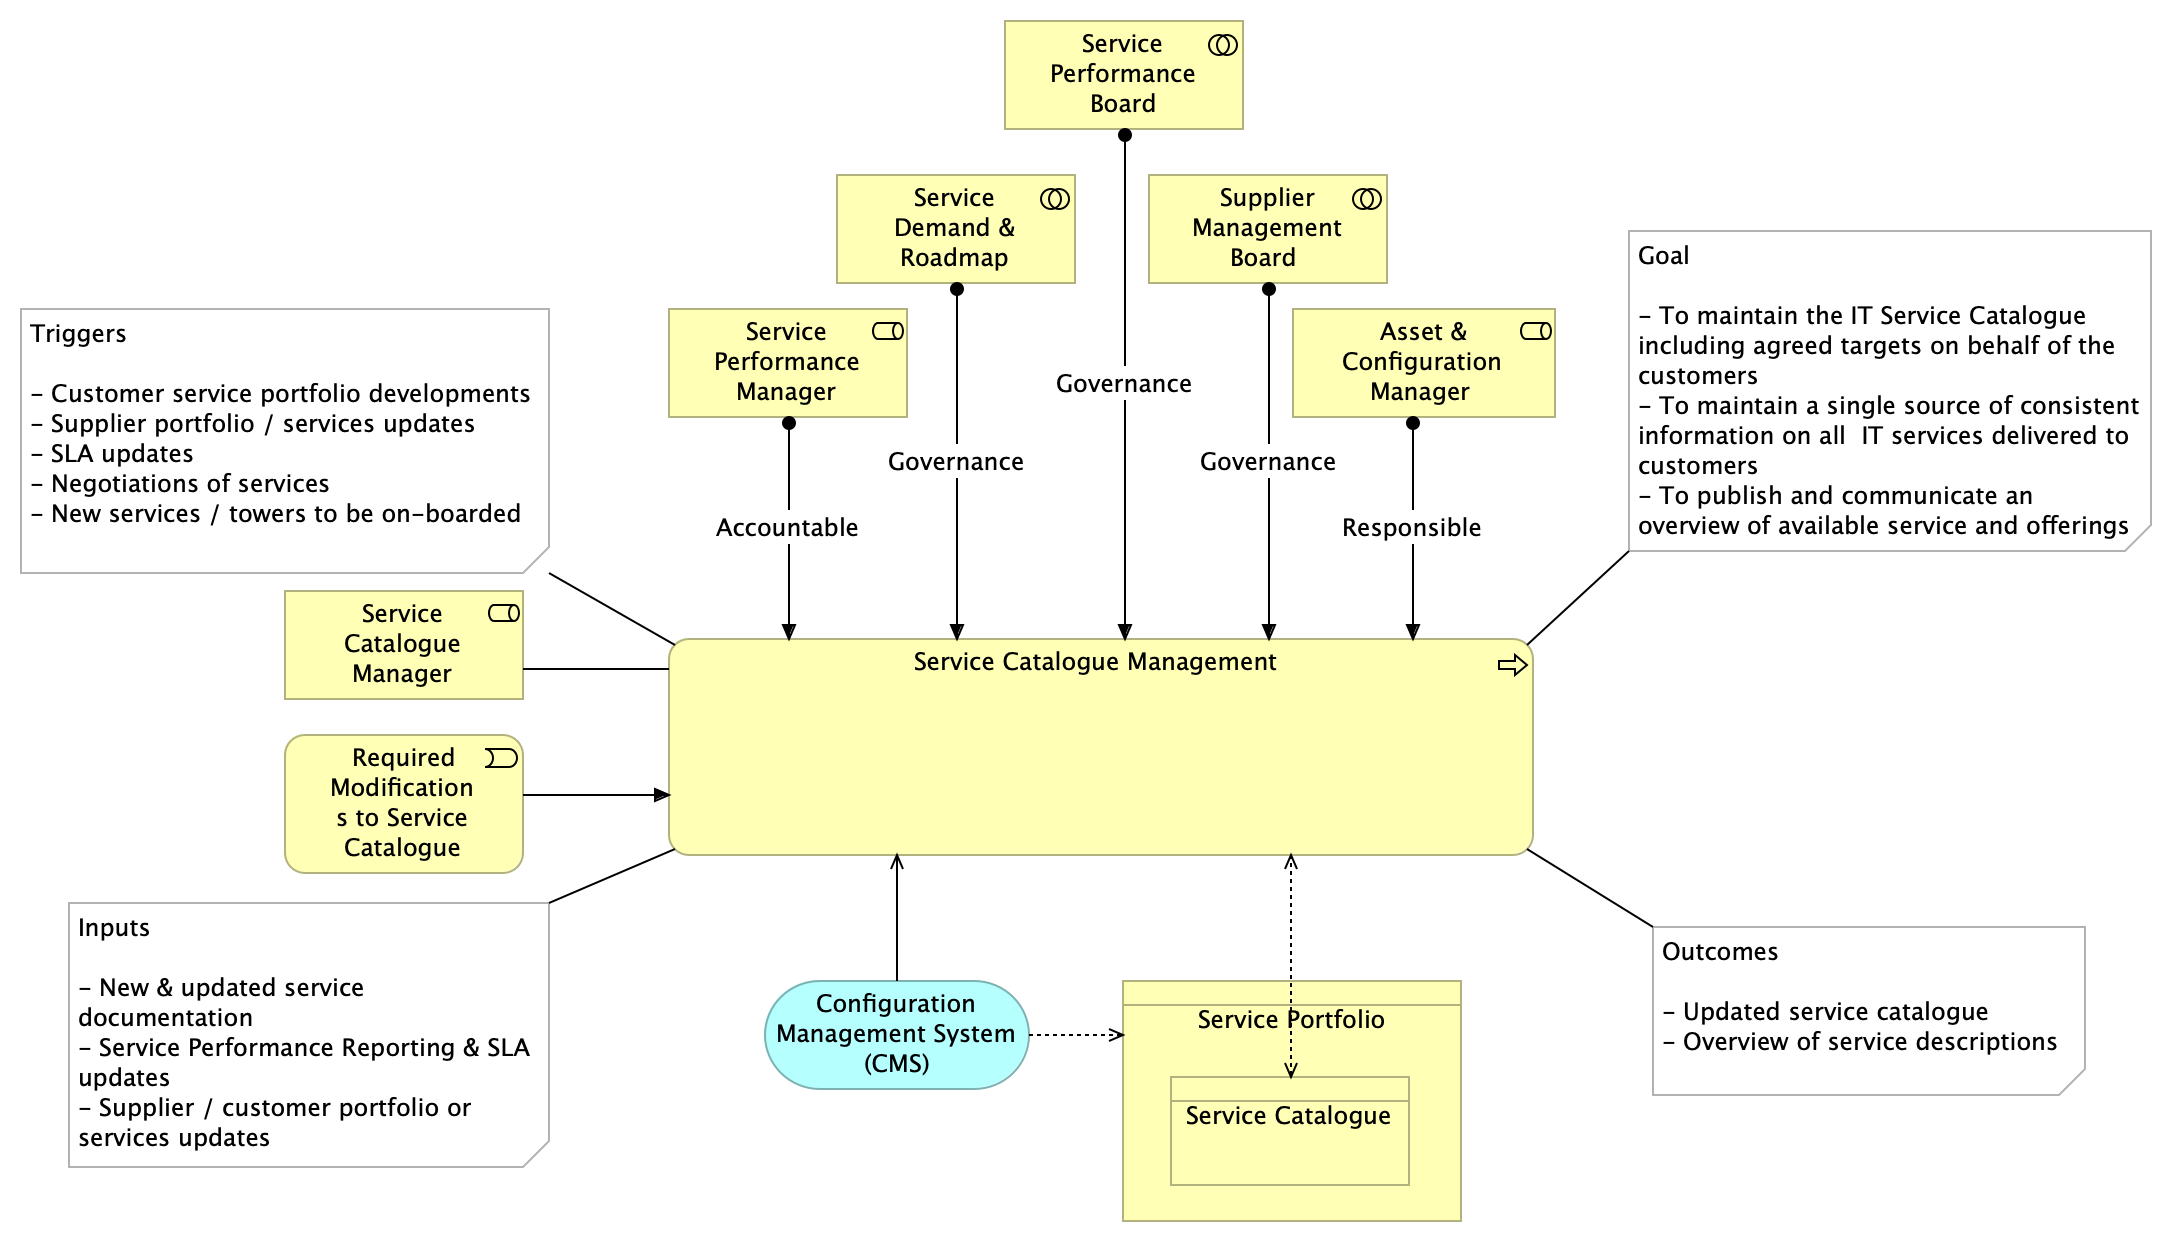 Service
Performance
Board
Service
Demand &
Roadmap
Supplier
Management
Board
Service
Performance
Manager
Asset &
Configuration
Manager
Governance
Governance
Governance
Accountable
Responsible
Triggers
– Customer service portfolio developments
– Supplier portfolio / services updates
– SLA updates
– Negotiations of services
– New services / towers to be on-boarded
Goal
– To maintain the IT Service Catalogue
including agreed targets on behalf of the
customers
– To maintain a single source of consistent
information on all  IT services delivered to
customers
– To publish and communicate an
overview of available service and offerings
Service
Catalogue
Manager
Service Catalogue Management
Required
Modification
s to Service
Catalogue
Inputs
– New & updated service
documentation
– Service Performance Reporting & SLA
updates
– Supplier / customer portfolio or
services updates
Configuration
Management System
(CMS)
Service Portfolio
Service Catalogue
Outcomes
– Updated service catalogue
– Overview of service descriptions